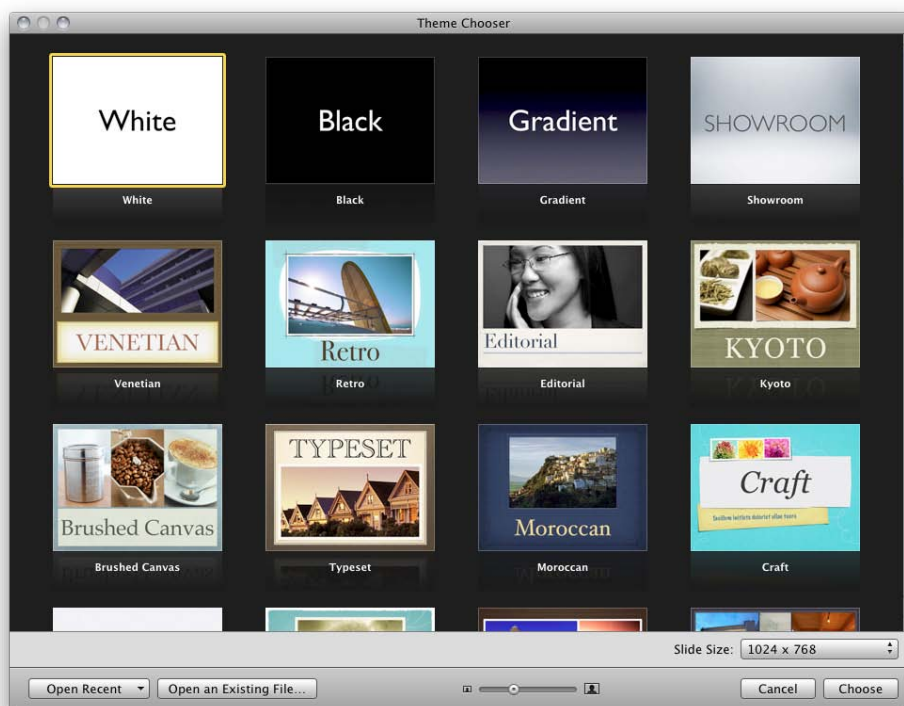 Theme Chooser
White
Black
Gradient
SHOWROOM
White
Black
Gradient
Showroom
VENETIAN
Retro
Editorial
KYOTO
Venetian
Retro
Editorial
Kyoto
Brushed Canvas
TYPESET
Moroccan
Craft
Brushed Canvas
Typeset
Moroccan
Craft
Slide Size: 1024 x 768
Open Recent
Open an Existing File...
Cancel
Choose